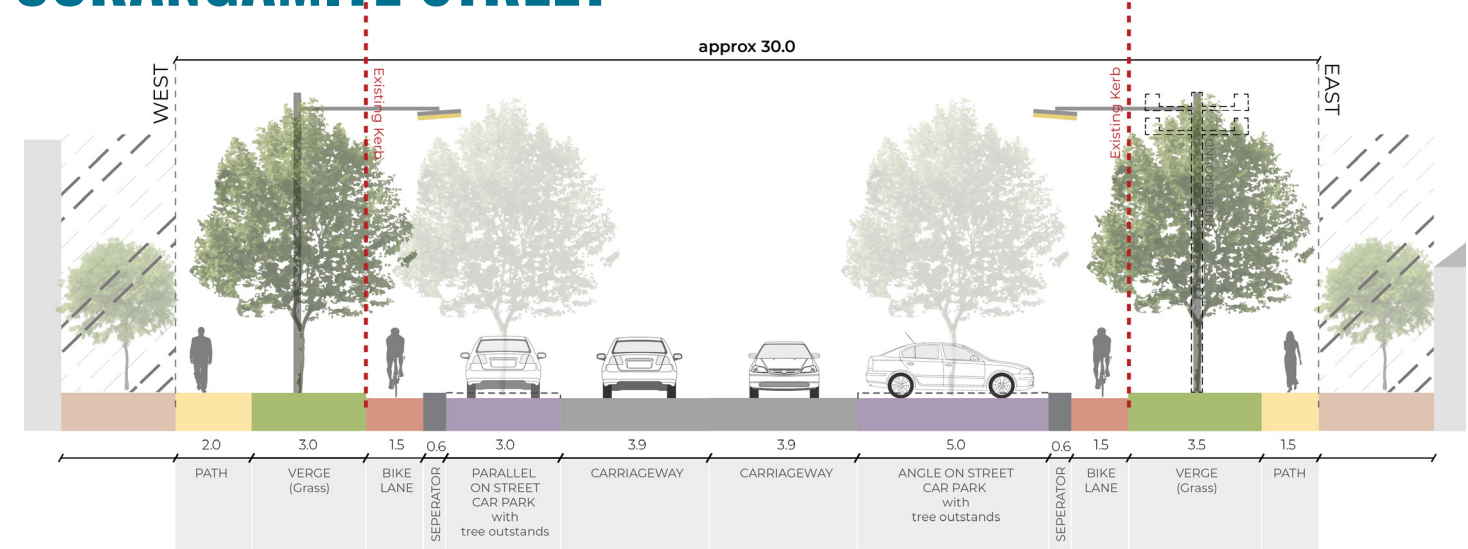 CORANGAMITE STREET
approx 30.0
WEST
Existing Kerb
Existing Kerb
EAST
UNDERGROUND
2.0
3.0
1.5
0.6
3.0
3.9
3.9
5.0
0.6
1.5
3.5
1.5
PATH
VERGE
(Grass)
BIKE
LANE
SEPERATOR
PARALLEL
ON STREET
CAR PARK
with
tree outstands
CARRIAGEWAY
CARRIAGEWAY
ANGLE ON STREET
CAR PARK
with
tree outstands
SEPERATOR
BIKE
LANE
VERGE
(Grass)
PATH